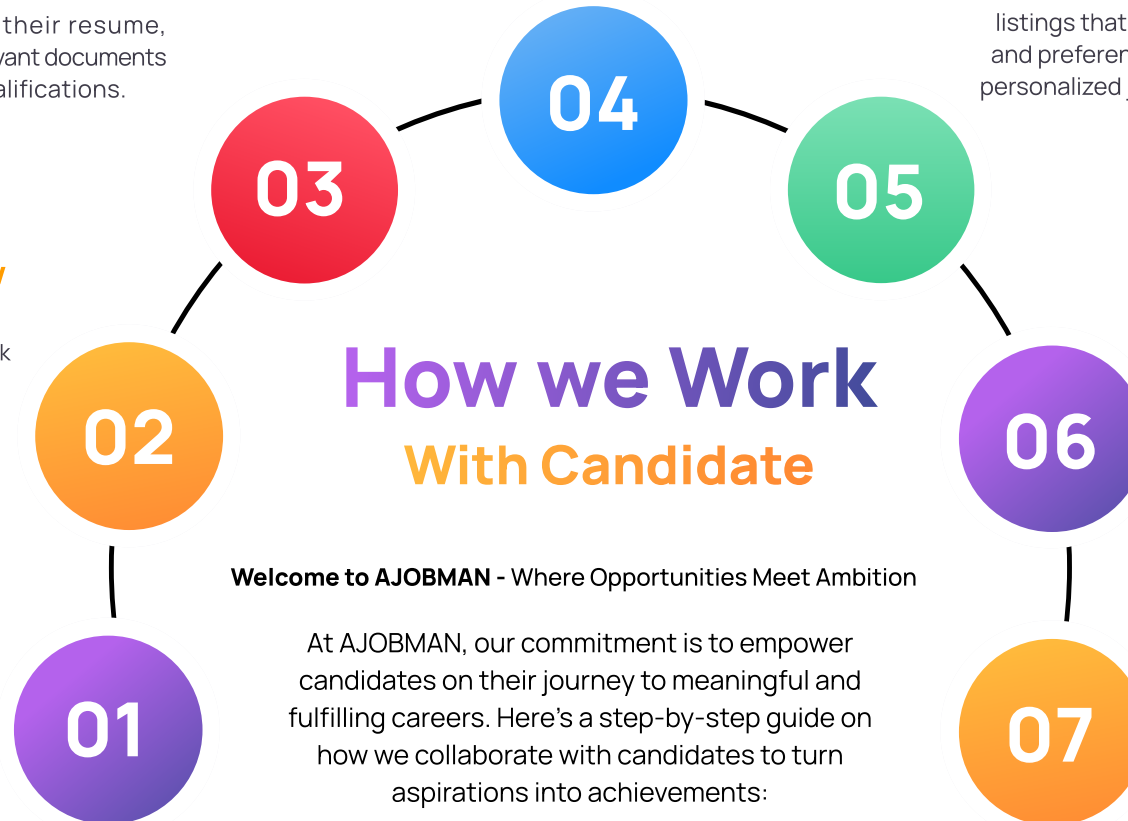 their resume,
vant documents
alifications.
listings that
and preferen
personalized
04
03
05
k
How we Work
With Candidate
02
06
Welcome to AJOBMAN - Where Opportunities Meet Ambition
At AJOBMAN, our commitment is to empower
candidates on their journey to meaningful and
fulfilling careers. Here's a step-by-step guide on
how we collaborate with candidates to turn
aspirations into achievements:
01
07